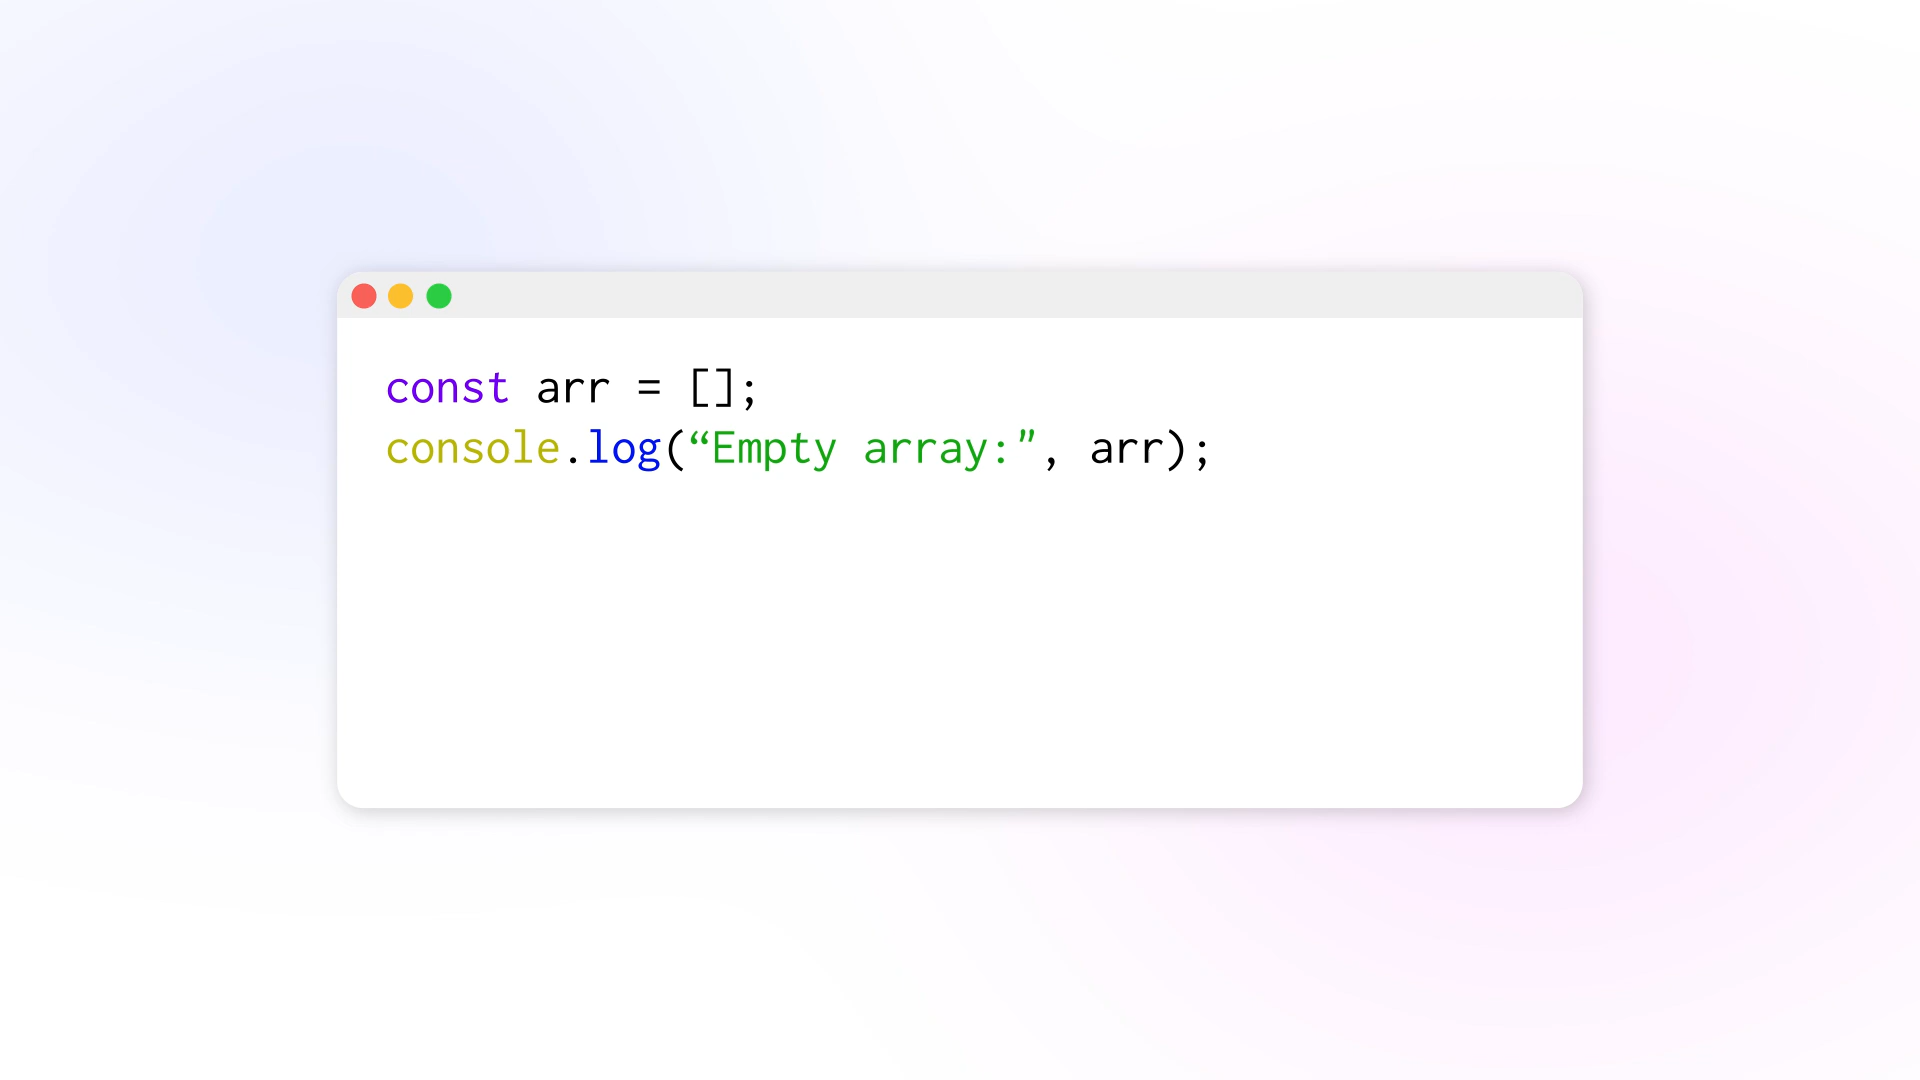 const arr = [];
console.log(“Empty array:”, arr);